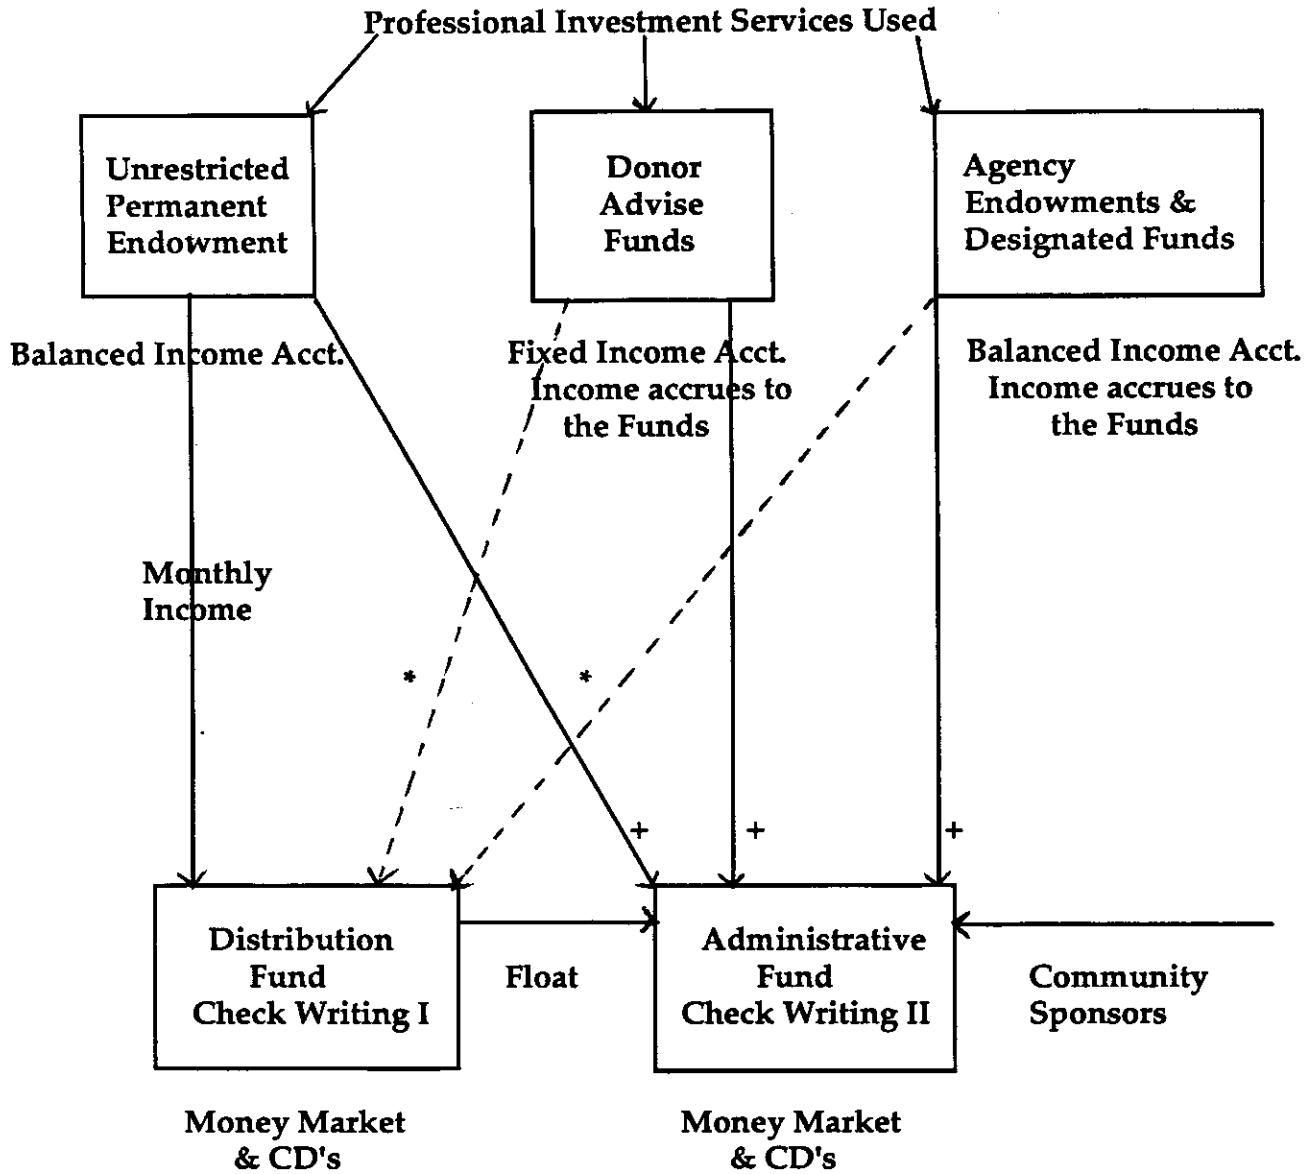 Professional Investment Services Used
Unrestricted
Permanent
Endowment
Donor
Advise
Funds
Agency
Endowments &
Designated Funds
Balanced Income Acct.
Fixed Income Acct.
Income accrues to
the Funds
Balanced Income Acct.
Income accrues to
the Funds
Monthly
Income
*
*
+
+
+
Distribution
Fund
Check Writing I
Float
Administrative
Fund
Check Writing II
Community
Sponsors
Money Market
& CD's
Money Market
& CD's